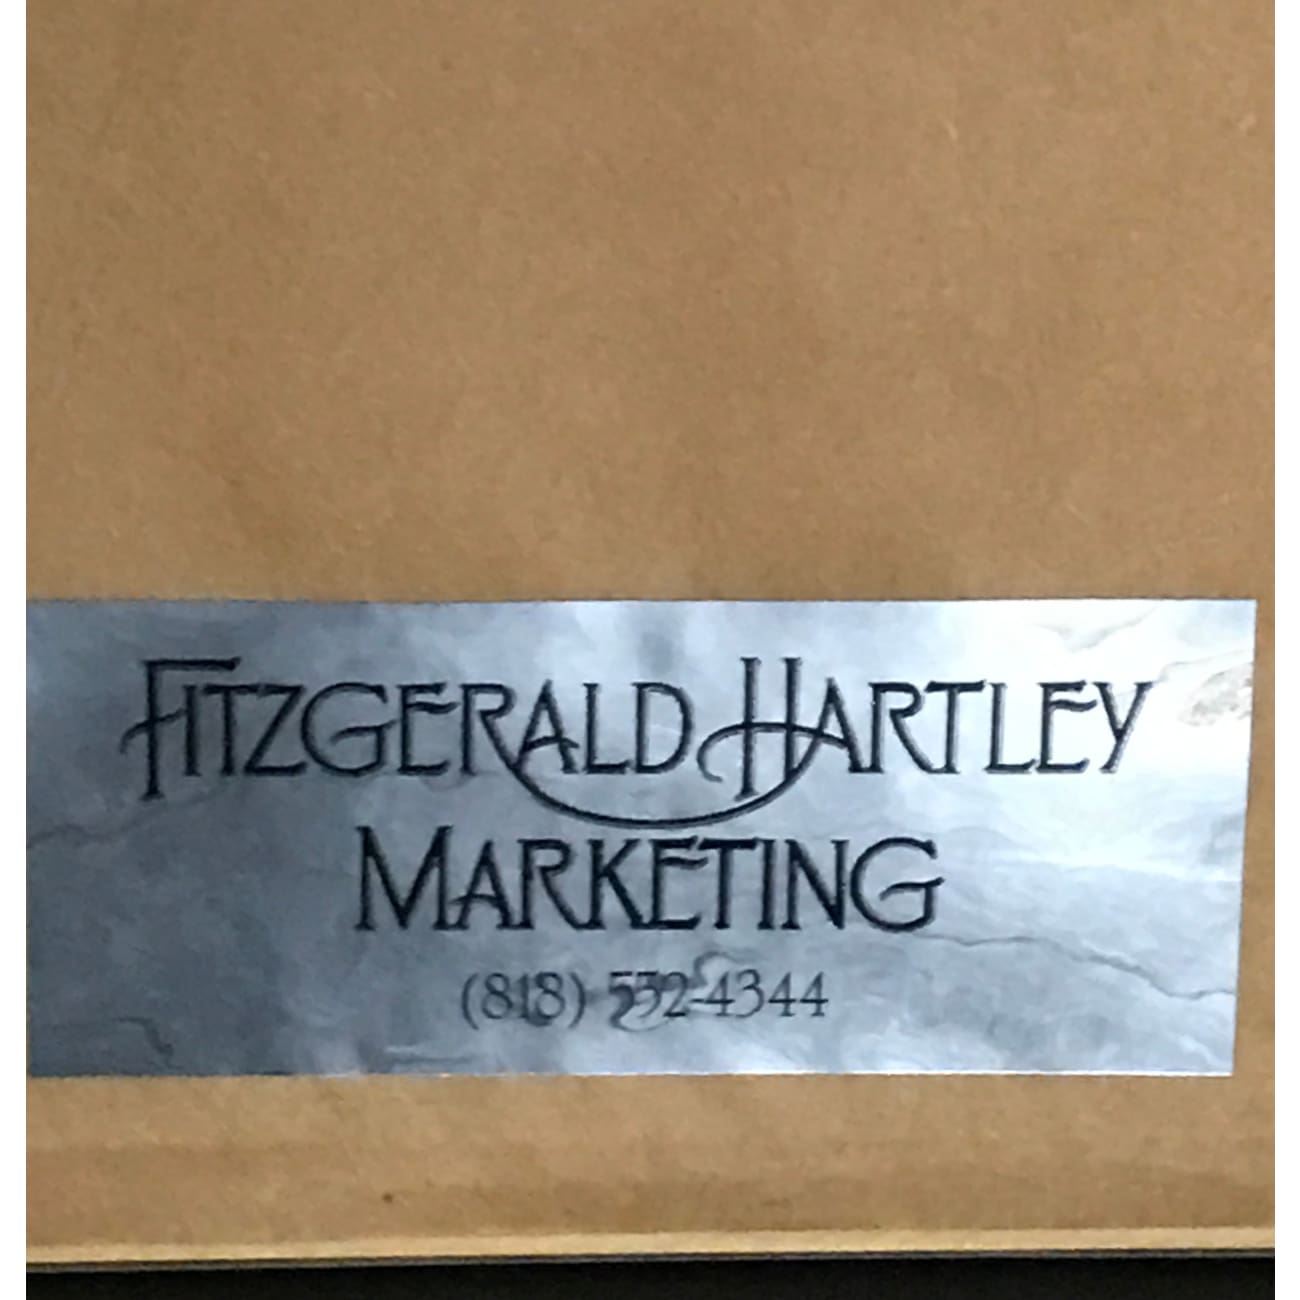 FITZGERALD HARTLEY
MARKETING
(818) 552-4344